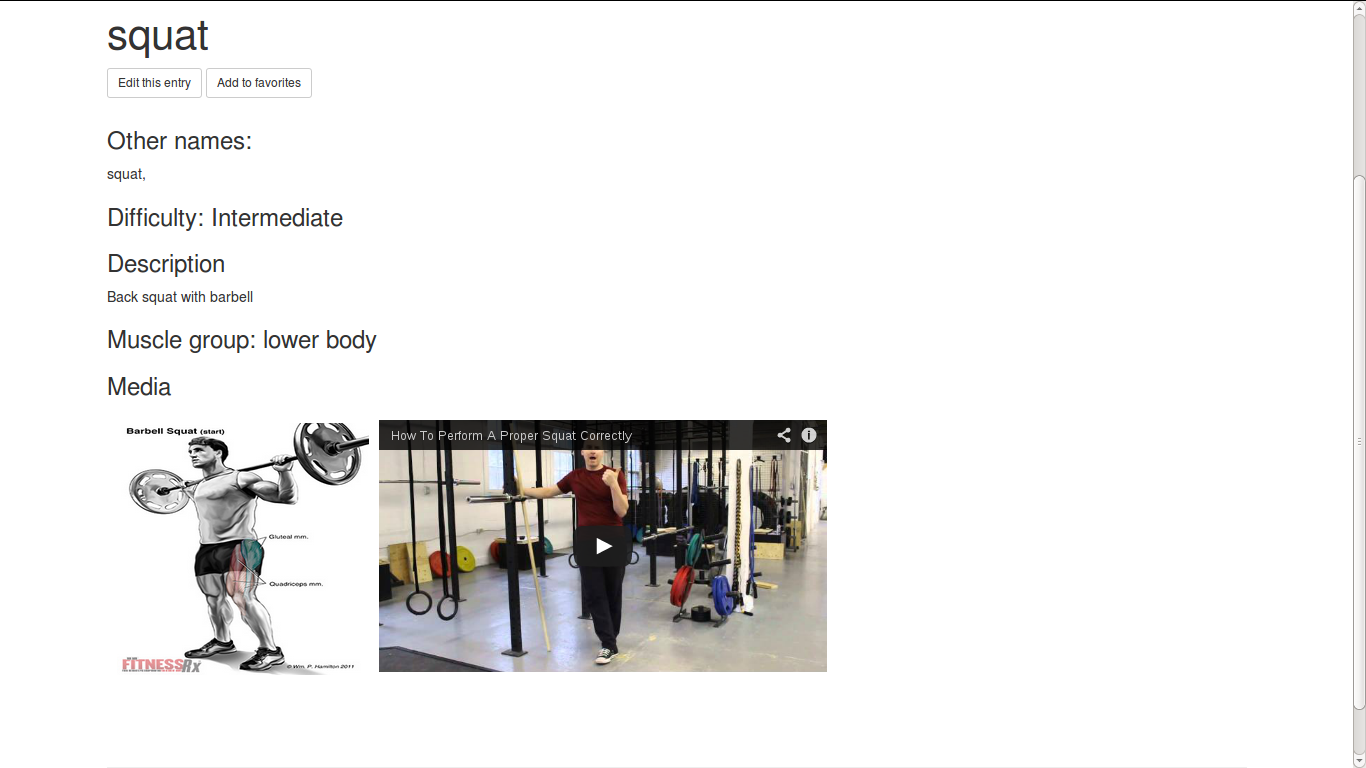 squat
Edit this entry Add to favorites
Other names:
squat,
Difficulty: Intermediate
Description
Back squat with barbell
Muscle group: lower body
Media
Barbell Squat (start)
Gluteal mm.
Quadriceps mm.
FITNESSRx
© Wm. P. Hamilton 2011
How To Perform A Proper Squat Correctly